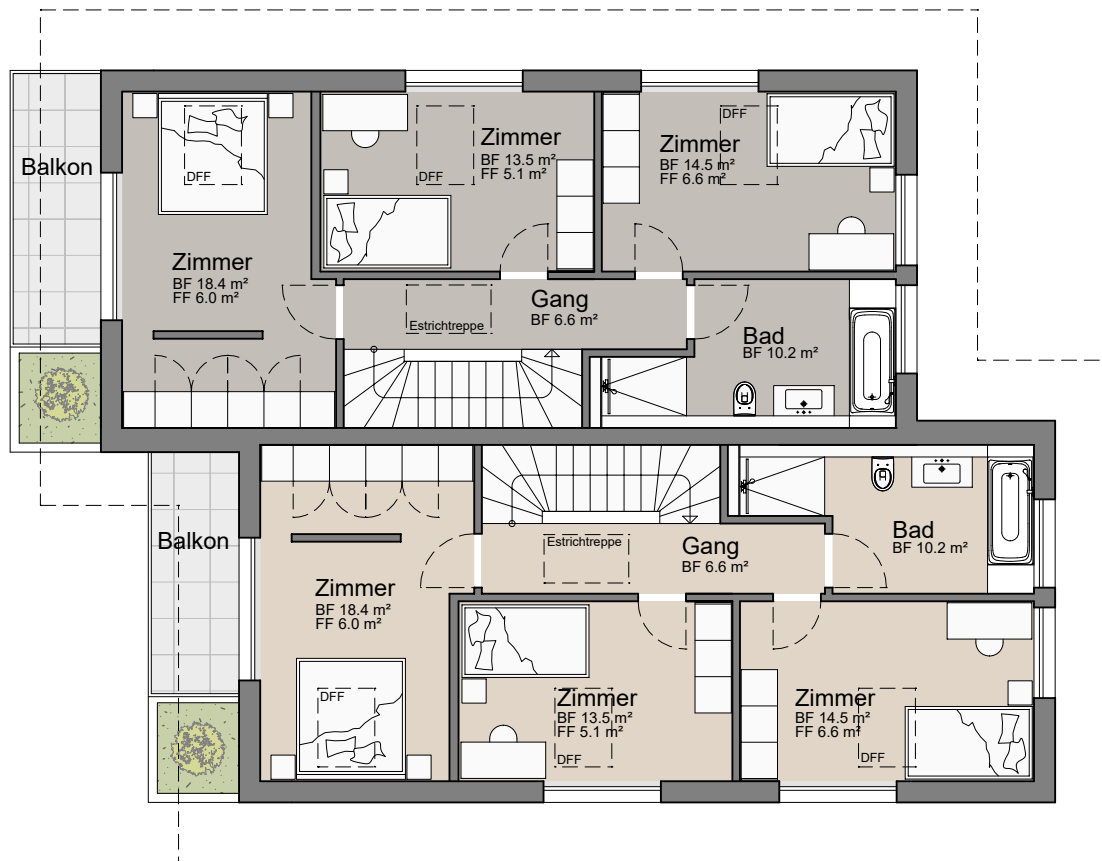 Balkon
DFF
Zimmer
BF 18.4 m²
FF 6.0 m²
Zimmer
BF 13.5 m²
FF 5.1 m²
DFF
DFF
Zimmer
BF 14.5 m²
FF 6.6 m²
Gang
BF 6.6 m²
Estrichtreppe
Bad
BF 10.2 m²
Balkon
Estrichtreppe
Gang
BF 6.6 m²
Bad
BF 10.2 m²
Zimmer
BF 18.4 m²
FF 6.0 m²
DFF
Zimmer
BF 13.5 m²
FF 5.1 m²
DFF
Zimmer
BF 14.5 m²
FF 6.6 m²
DFF